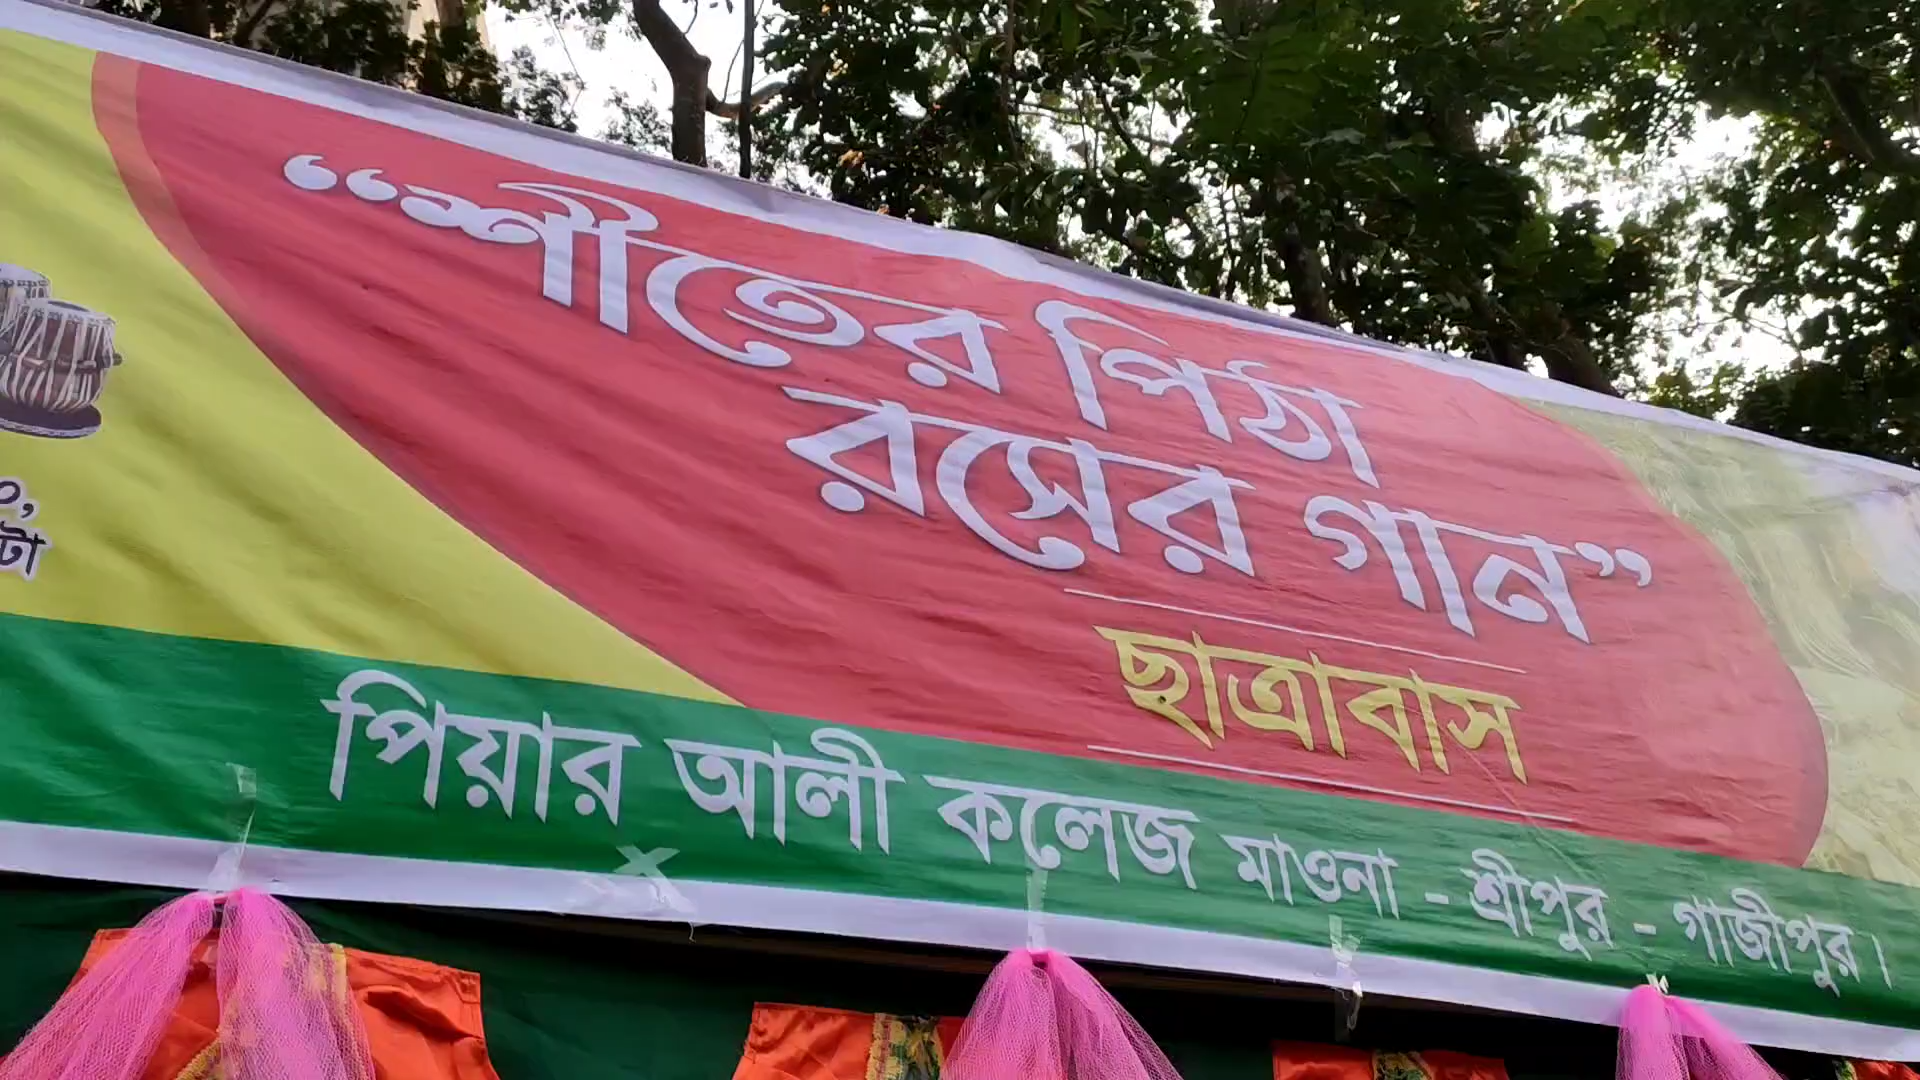 “শীতের পিঠা
রসের গান”
ছাত্রাবাস
পিয়ার আলী কলেজ মাওনা - শ্রীপুর - গাজীপুর।